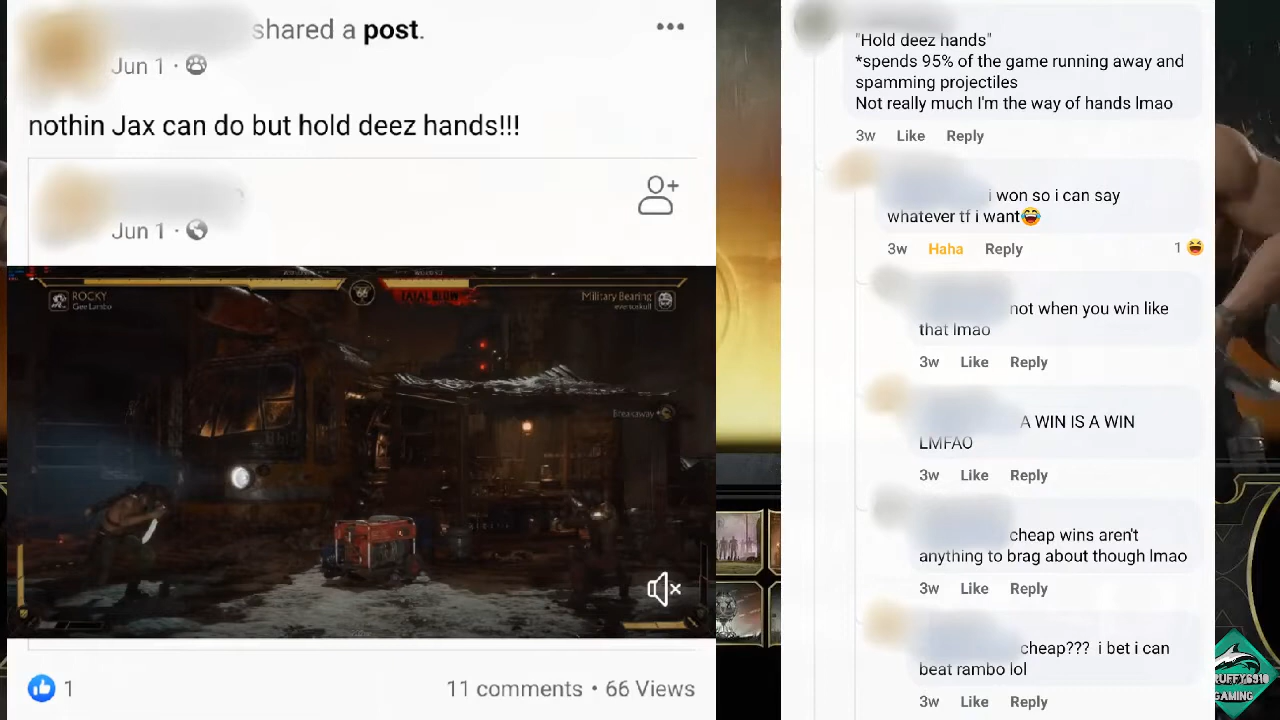 shared a post.
Jun 1 ·
nothin Jax can do but hold deez hands!!!
Jun 1 ·
ROCKY
66
FATAL BLOW
Military Bearing
Breakaway
1
11 comments • 66 Views
"Hold deez hands"
*spends 95% of the game running away and
spamming projectiles
Not really much I'm the way of hands lmao
3w Like Reply
i won so i can say
whatever tf i want😂
3w Haha Reply 1 😆
not when you win like
that lmao
3w Like Reply
A WIN IS A WIN
LMFAO
3w Like Reply
cheap wins aren't
anything to brag about though lmao
3w Like Reply
cheap??? i bet i can
beat rambo lol
3w Like Reply
GAMING